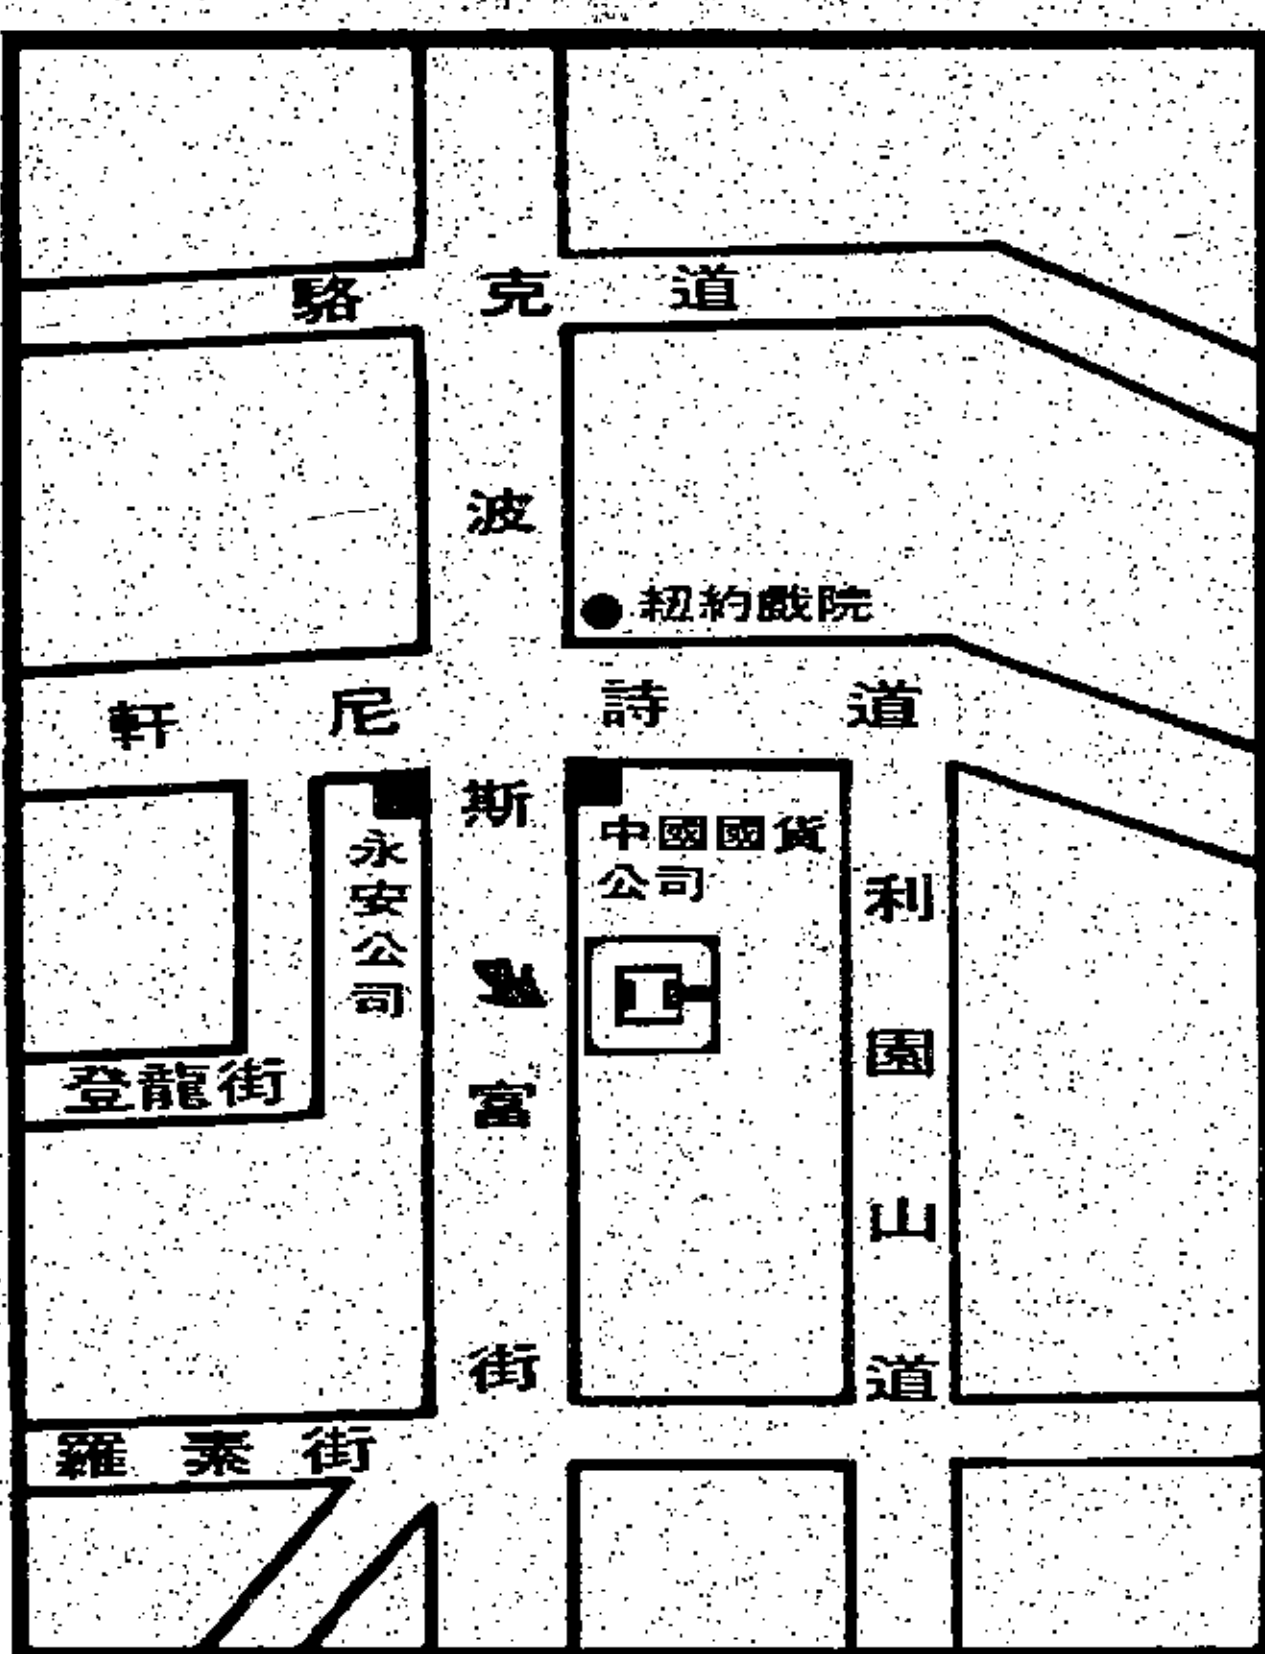 駱克道
波斯富街
紐約戲院
軒尼詩道
永安公司
中國國貨
公司
利園山道
登龍街
羅素街